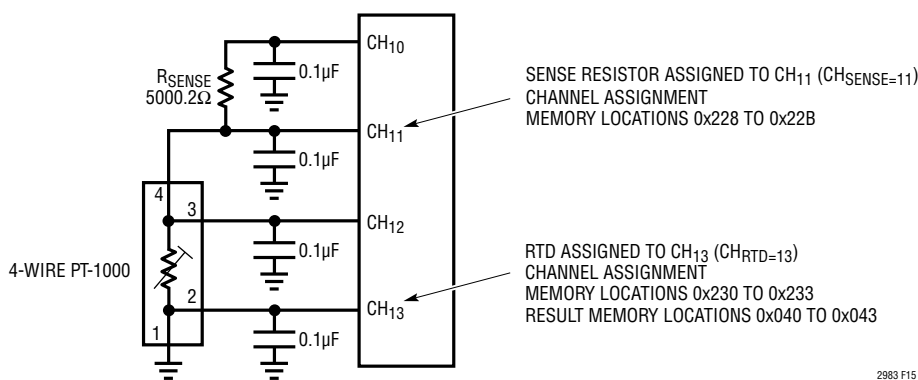 CH10
0.1µF
RSENSE
5000.2Ω
CH11
0.1µF
SENSE RESISTOR ASSIGNED TO CH11 (CHSENSE=11)
CHANNEL ASSIGNMENT
MEMORY LOCATIONS 0x228 TO 0x22B
4
3
CH12
0.1µF
4-WIRE PT-1000
2
1
CH13
0.1µF
RTD ASSIGNED TO CH13 (CHRTD=13)
CHANNEL ASSIGNMENT
MEMORY LOCATIONS 0x230 TO 0x233
RESULT MEMORY LOCATIONS 0x040 TO 0x043
2983 F15